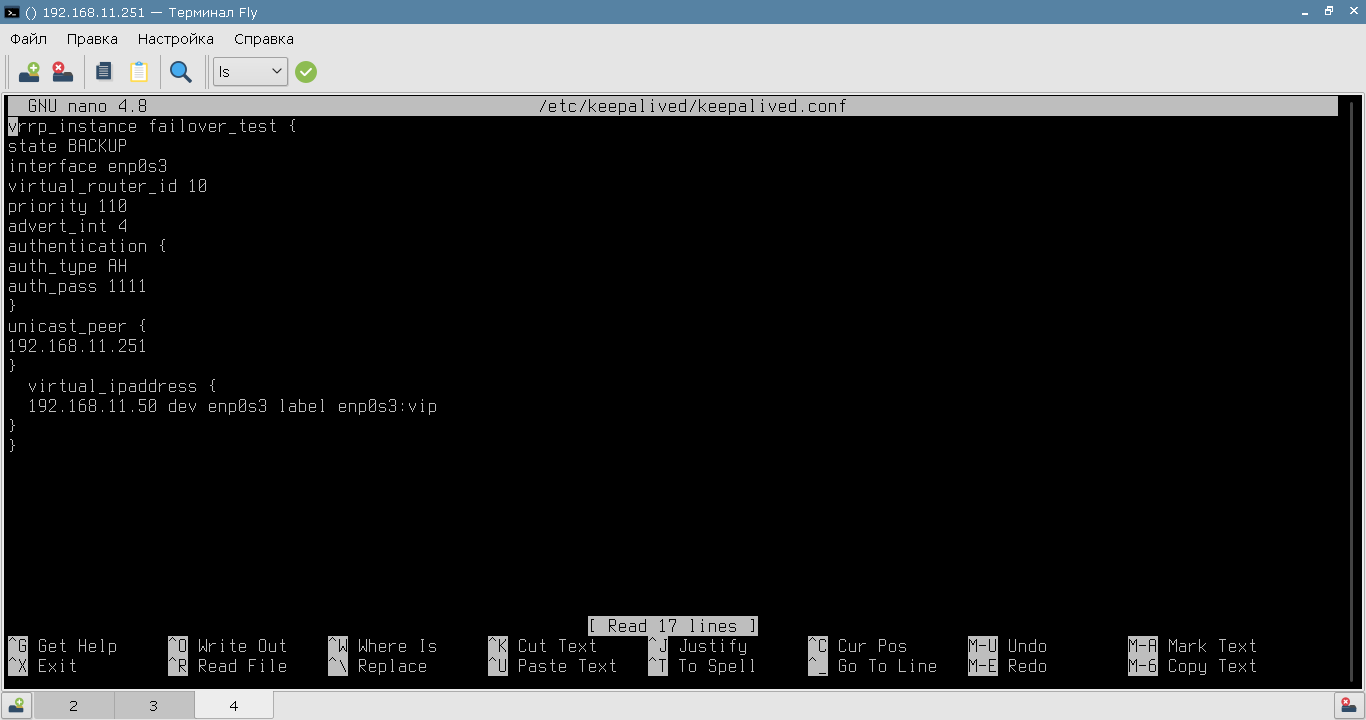 () 192.168.11.251 — Терминал Fly
Файл Правка Настройка Справка
ls
GNU nano 4.8 /etc/keepalived/keepalived.conf
vrrp_instance failover_test {
state BACKUP
interface enp0s3
virtual_router_id 10
priority 110
advert_int 4
authentication {
auth_type AH
auth_pass 1111
}
unicast_peer {
192.168.11.251
}
virtual_ipaddress {
192.168.11.50 dev enp0s3 label enp0s3:vip
}
}
[ Read 17 lines ]
^G Get Help ^O Write Out ^W Where Is ^K Cut Text ^J Justify ^C Cur Pos M-U Undo M-A Mark Text
^X Exit ^R Read File ^\ Replace ^U Paste Text ^T To Spell ^_ Go To Line M-E Redo M-6 Copy Text
2 3 4